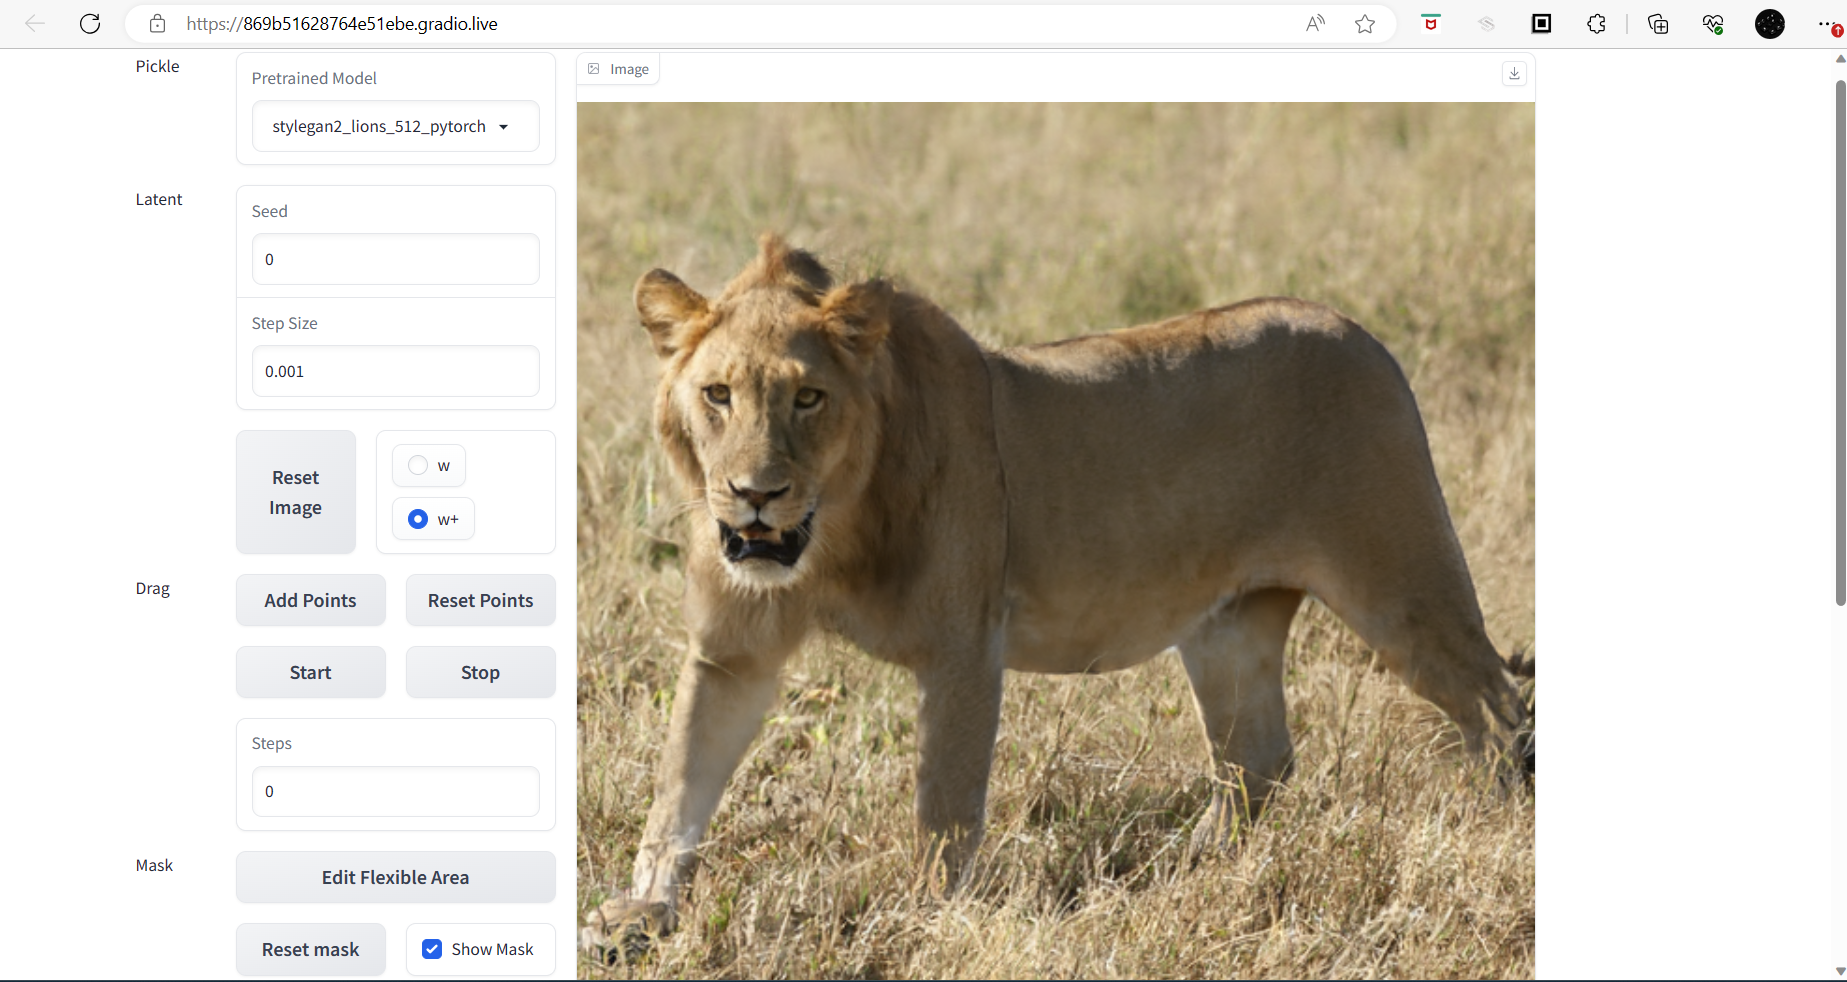 https://869b51628764e51ebe.gradio.live
Pickle
Pretrained Model
stylegan2_lions_512_pytorch
Latent
Seed
0
Step Size
0.001
Reset
Image
w
w+
Drag
Add Points
Reset Points
Start
Stop
Steps
0
Mask
Edit Flexible Area
Reset mask
Show Mask
Image